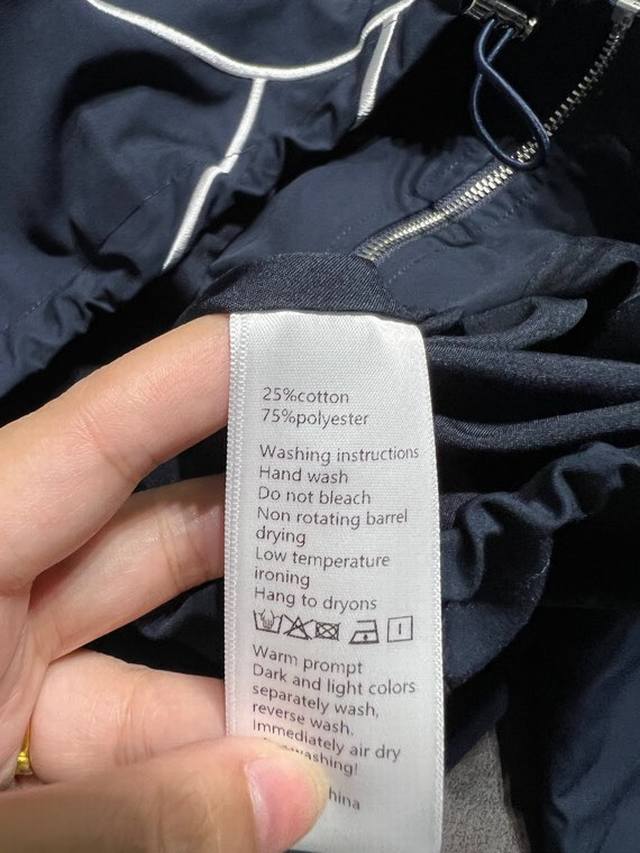 25%cotton
75%polyester
Washing instructions
Hand wash
Do not bleach
Non rotating barrel
drying
Low temperature
ironing
Hang to dryons
Warm prompt
Dark and light colors
separately wash,
reverse wash.
Immediately air dry
washing!